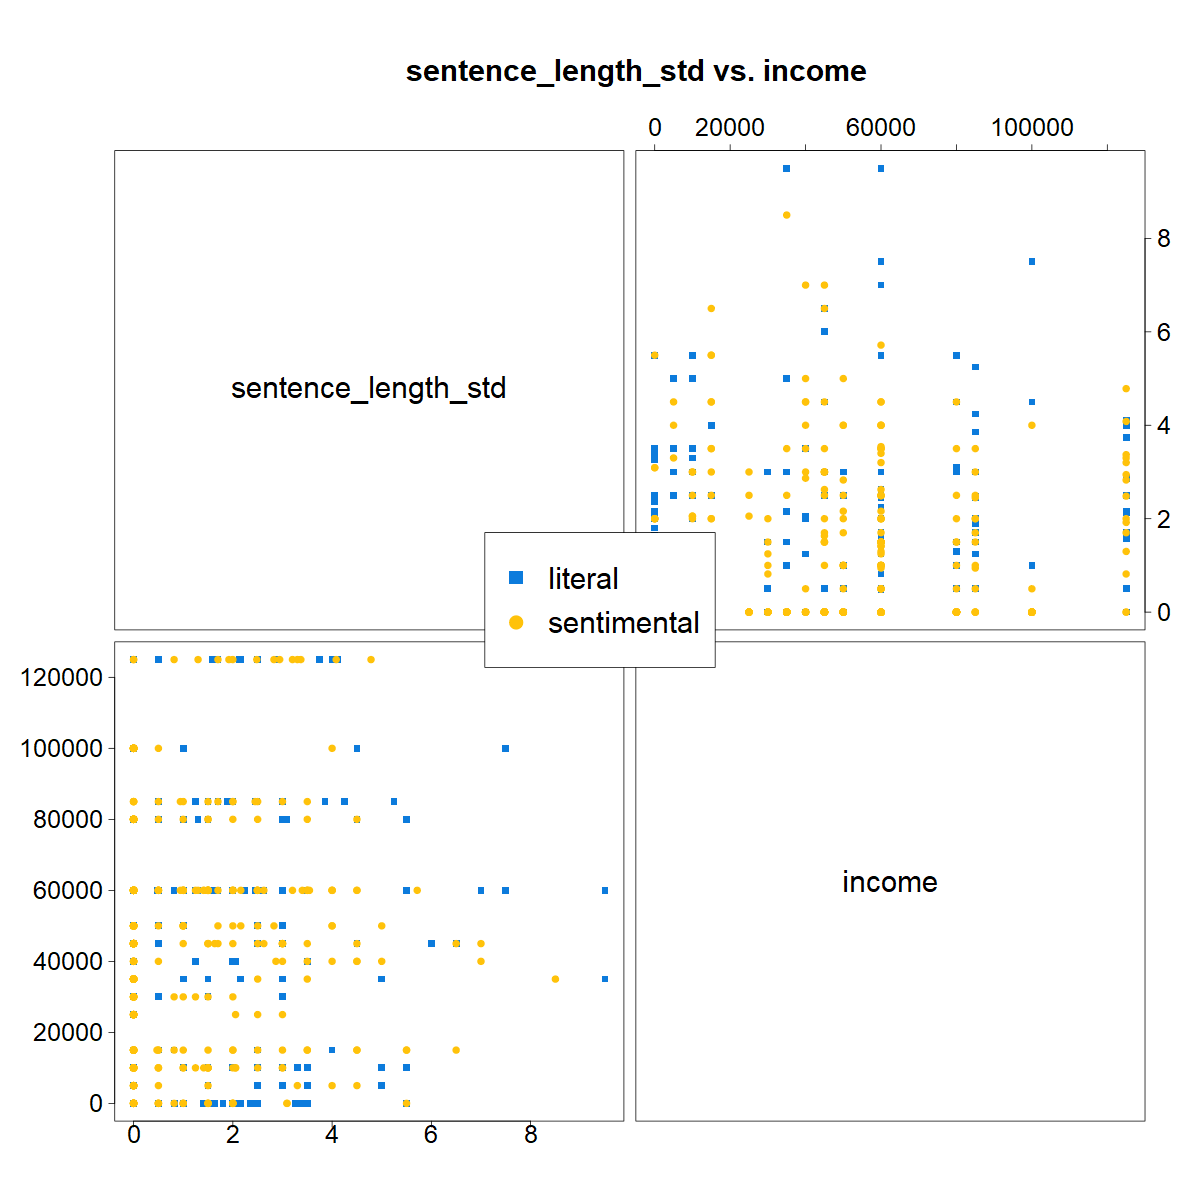 sentence_length_std vs. income
0 20000 60000 100000
sentence_length_std
8
6
4
2
0
literal
sentimental
120000
100000
80000
60000
40000
20000
0
income
0 2 4 6 8